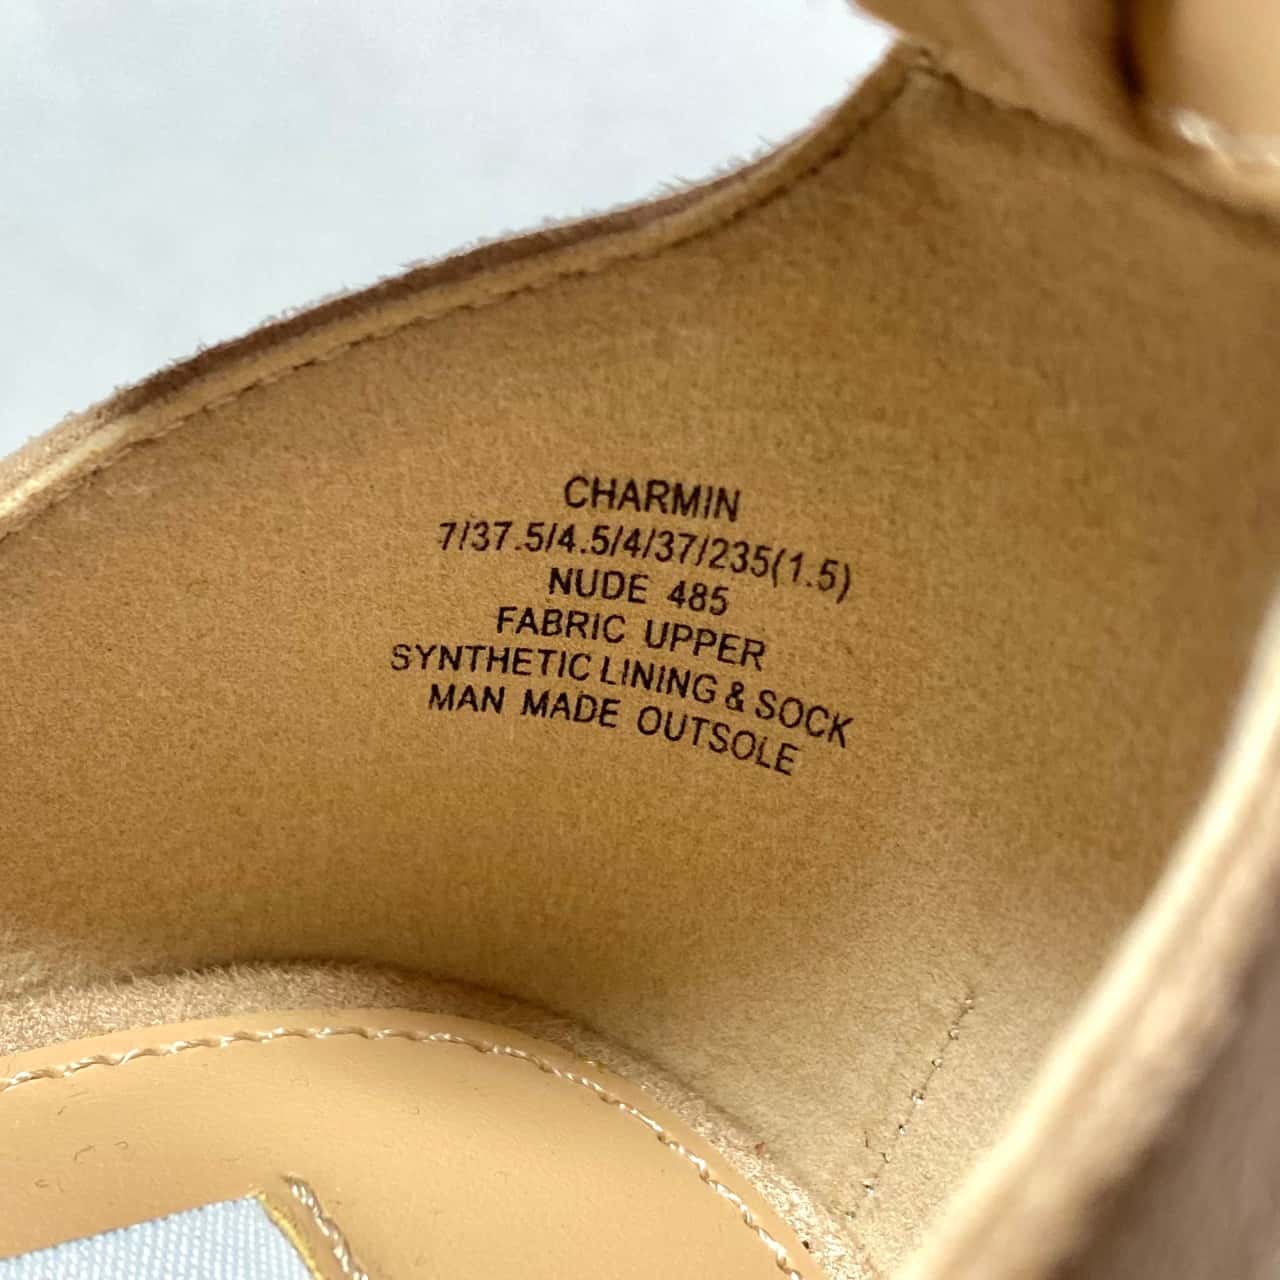 CHARMIN
7/37.5/4.5/4/37/235(1.5)
NUDE 485
FABRIC UPPER
SYNTHETIC LINING & SOCK
MAN MADE OUTSOLE